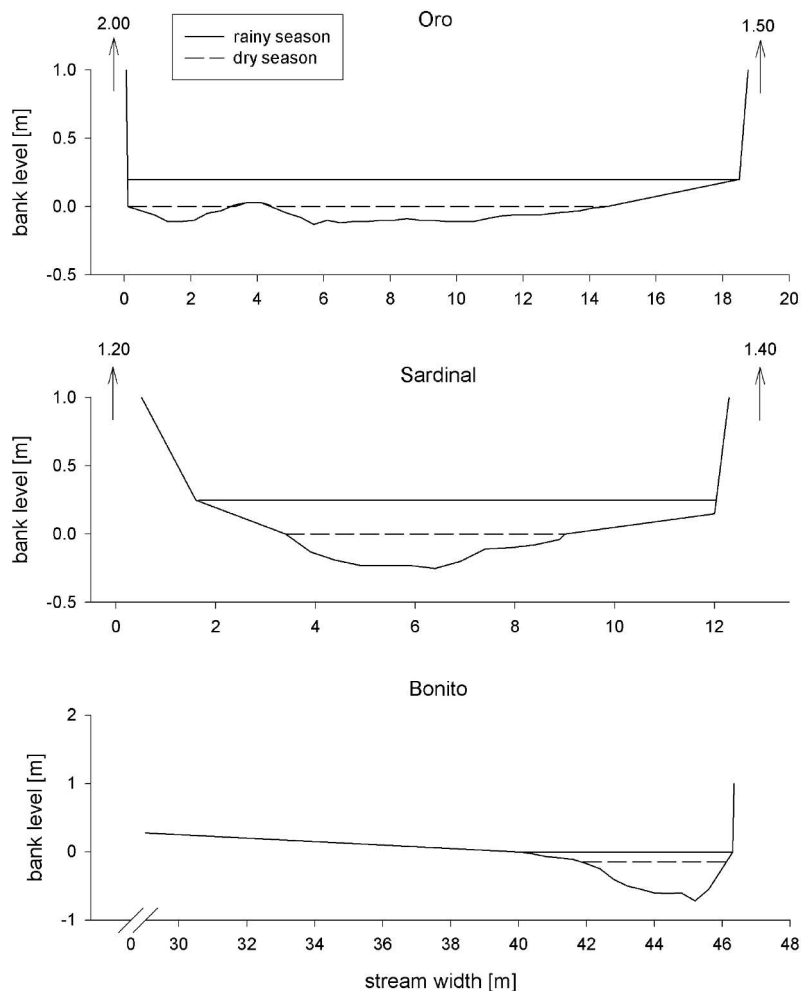 Oro
2.00
1.50
rainy season
dry season
bank level [m]
1.0
0.5
0.0
-0.5
0 2 4 6 8 10 12 14 16 18 20
Sardinal
1.20
1.40
bank level [m]
1.0
0.5
0.0
-0.5
0 2 4 6 8 10 12
Bonito
bank level [m]
2
1
0
-1
0 30 32 34 36 38 40 42 44 46 48
stream width [m]